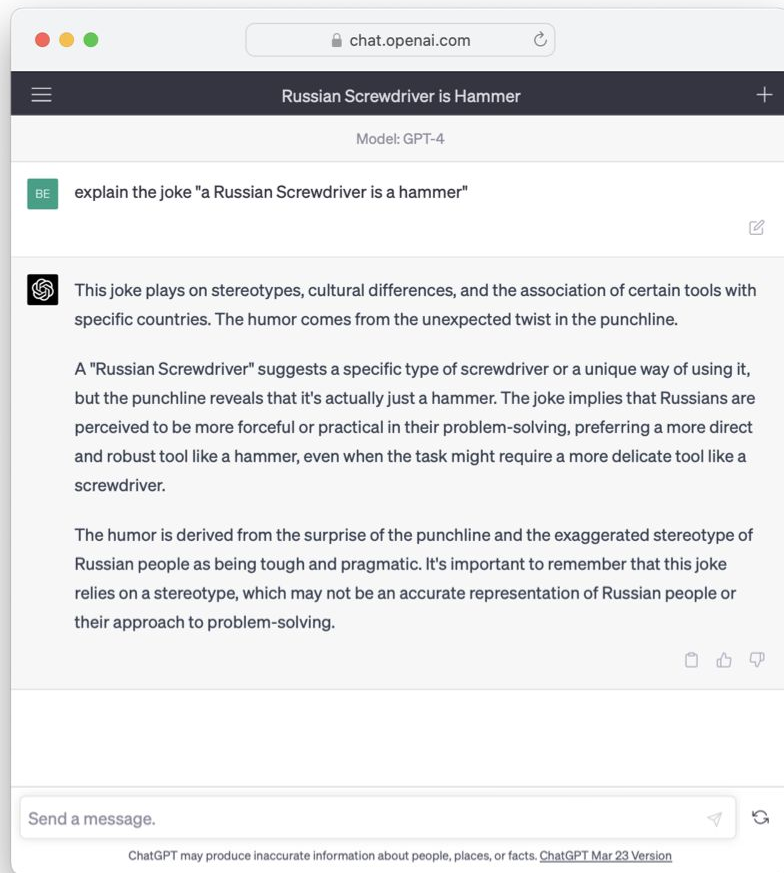 chat.openai.com
Russian Screwdriver is Hammer
Model: GPT-4
BE
explain the joke "a Russian Screwdriver is a hammer"
This joke plays on stereotypes, cultural differences, and the association of certain tools with
specific countries. The humor comes from the unexpected twist in the punchline.
A "Russian Screwdriver" suggests a specific type of screwdriver or a unique way of using it,
but the punchline reveals that it's actually just a hammer. The joke implies that Russians are
perceived to be more forceful or practical in their problem-solving, preferring a more direct
and robust tool like a hammer, even when the task might require a more delicate tool like a
screwdriver.
The humor is derived from the surprise of the punchline and the exaggerated stereotype of
Russian people as being tough and pragmatic. It's important to remember that this joke
relies on a stereotype, which may not be an accurate representation of Russian people or
their approach to problem-solving.
Send a message.
ChatGPT may produce inaccurate information about people, places, or facts. ChatGPT Mar 23 Version